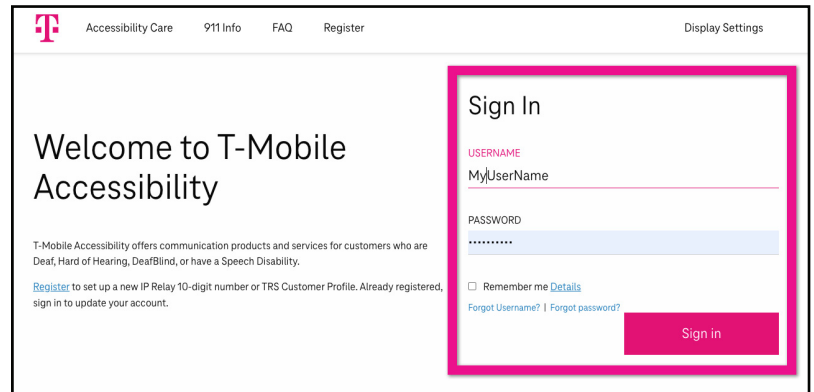 T Accessibility Care 911 Info FAQ Register Display Settings
Welcome to T-Mobile
Accessibility
T-Mobile Accessibility offers communication products and services for customers who are
Deaf, Hard of Hearing, DeafBlind, or have a Speech Disability.
Register to set up a new IP Relay 10-digit number or TRS Customer Profile. Already registered,
sign in to update your account.
Sign In
USERNAME
MyUserName
PASSWORD
••••••••••
Remember me Details
Forgot Username? | Forgot password?
Sign in